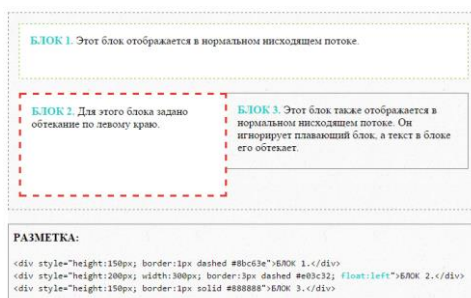 БЛОК 1. Этот блок отображается в нормальном нисходящем потоке.
БЛОК 2. Для этого блока задано
обтекание по левому краю.
БЛОК 3. Этот блок также отображается в
нормальном нисходящем потоке. Он
игнорирует плавающий блок, а текст в блоке
его обтекает.
РАЗМЕТКА:
<div style="height:150px; border:1px dashed #8bc63e">БЛОК 1.</div>
<div style="height:200px; width:300px; border:3px dashed #e03c32; float:left">БЛОК 2.</div>
<div style="height:150px; border:1px solid #888888">БЛОК 3.</div>